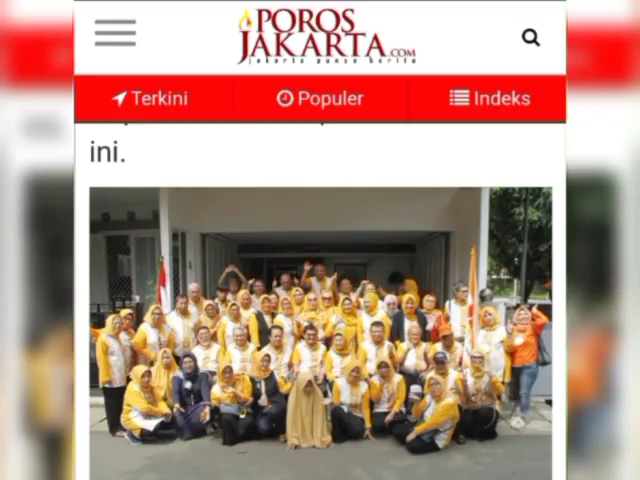 POROS
JAKARTA.COM
jakarta punya berita
Terkini
Populer
Indeks
ini.